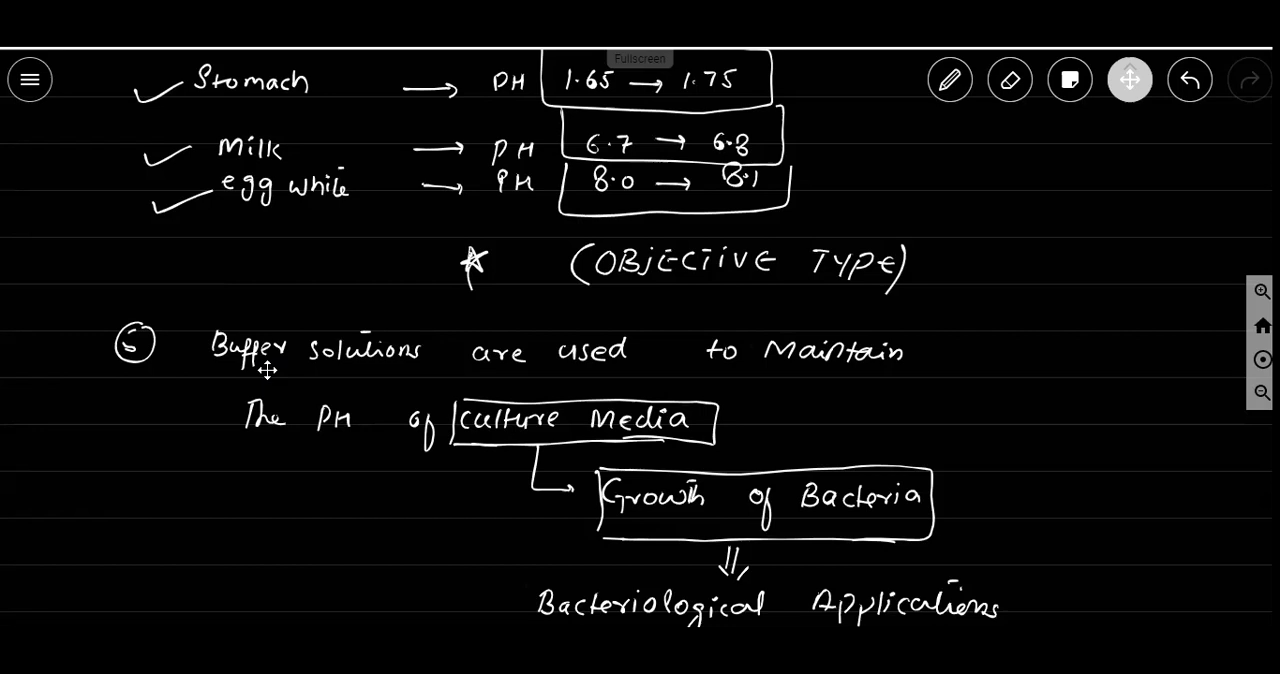 Fullscreen
Stomach → PH 1.65 → 1.75
Milk → PH 6.7 → 6.8
egg white → PH 8.0 → 8.1
(OBJECTIVE TYPE)
5 Buffer solutions are used to Maintain
The PH of Culture Media
Growth of Bacteria
Bacteriological Applications